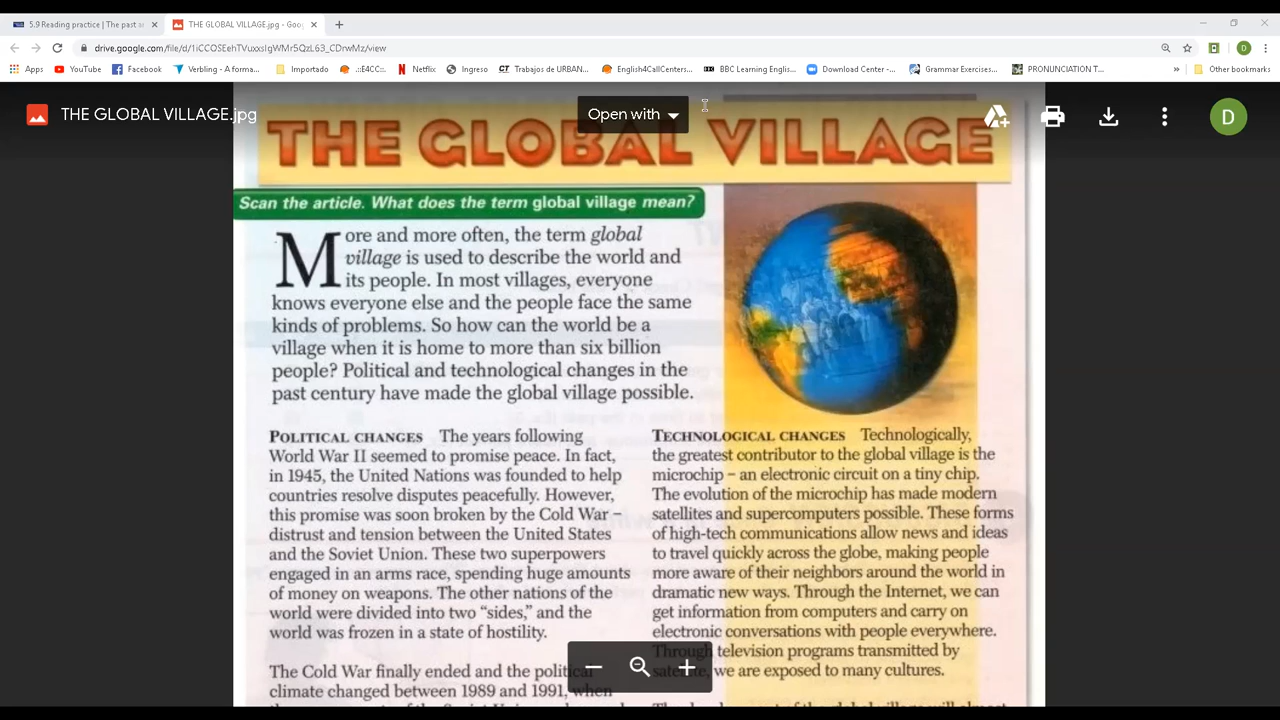 5.9 Reading practice | The past a
THE GLOBAL VILLAGE.jpg - Goo
drive.google.com/file/d/1iCCOSEehTVuxxsIgWMr5QzL63_CDrwMz/view
Apps
YouTube
Facebook
Verbling - A forma...
Importado
.::E4CC::.
Netflix
Ingreso
CT Trabajos de URBAN...
English4CallCenters...
BBC Learning Englis...
Download Center -...
Grammar Exercises...
PRONUNCIATION T...
» Other bookmarks
THE GLOBAL VILLAGE.jpg
Open with
D
THE GLOBAL VILLAGE
Scan the article. What does the term global village mean?
More and more often, the term global
village is used to describe the world and
its people. In most villages, everyone
knows everyone else and the people face the same
kinds of problems. So how can the world be a
village when it is home to more than six billion
people? Political and technological changes in the
past century have made the global village possible.
POLITICAL CHANGES The years following
World War II seemed to promise peace. In fact,
in 1945, the United Nations was founded to help
countries resolve disputes peacefully. However,
this promise was soon broken by the Cold War –
distrust and tension between the United States
and the Soviet Union. These two superpowers
engaged in an arms race, spending huge amounts
of money on weapons. The other nations of the
world were divided into two “sides,” and the
world was frozen in a state of hostility.
The Cold War finally ended and the political
climate changed between 1989 and 1991, when
TECHNOLOGICAL CHANGES Technologically,
the greatest contributor to the global village is the
microchip – an electronic circuit on a tiny chip.
The evolution of the microchip has made modern
satellites and supercomputers possible. These forms
of high-tech communications allow news and ideas
to travel quickly across the globe, making people
more aware of their neighbors around the world in
dramatic new ways. Through the Internet, we can
get information from computers and carry on
electronic conversations with people everywhere.
Through television programs transmitted by
satellite, we are exposed to many cultures.